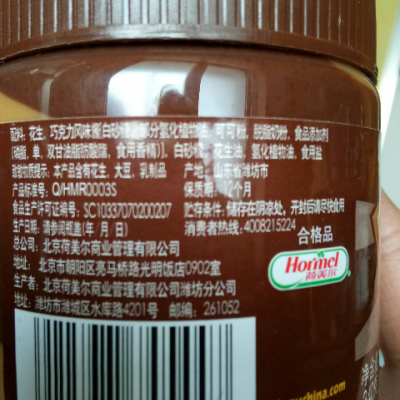 配料：花生，巧克力风味酱[白砂糖，部分氢化植物油，可可粉，脱脂奶粉，食品添加剂
(磷脂，单，双甘油脂肪酸酯，食用香精)]，白砂糖，花生油，氢化植物油，食用盐
致敏物质提示：本产品含有花生、大豆、乳制品 产地：山东省潍坊市
产品标准号：Q/HMR0003S 保质期：12个月
食品生产许可证编号：SC10337070200207 贮存条件：储存在阴凉处，开封后请尽快食用
生产日期：请参阅瓶盖(年 月 日) 消费者热线：4008215224
北京荷美尔商业管理有限公司 合格品
地址：北京市朝阳区亮马桥路光明饭店0902室
生产者：北京荷美尔商业管理有限公司潍坊分公司
地址：潍坊市潍城区水库路4201号 邮编：261052
Hormel
荷美尔
净含
china.com